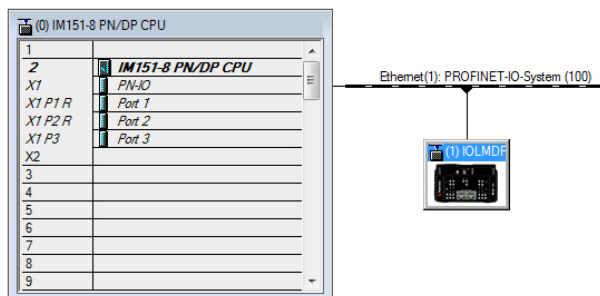 (0) IM151-8 PN/DP CPU
1
2 IM151-8 PN/DP CPU
X1 PN-IO
X1 P1 R Port 1
X1 P2 R Port 2
X1 P3 Port 3
X2
3
4
5
6
7
8
9
Ethernet(1): PROFINET-IO-System (100)
(1) IOLMDF